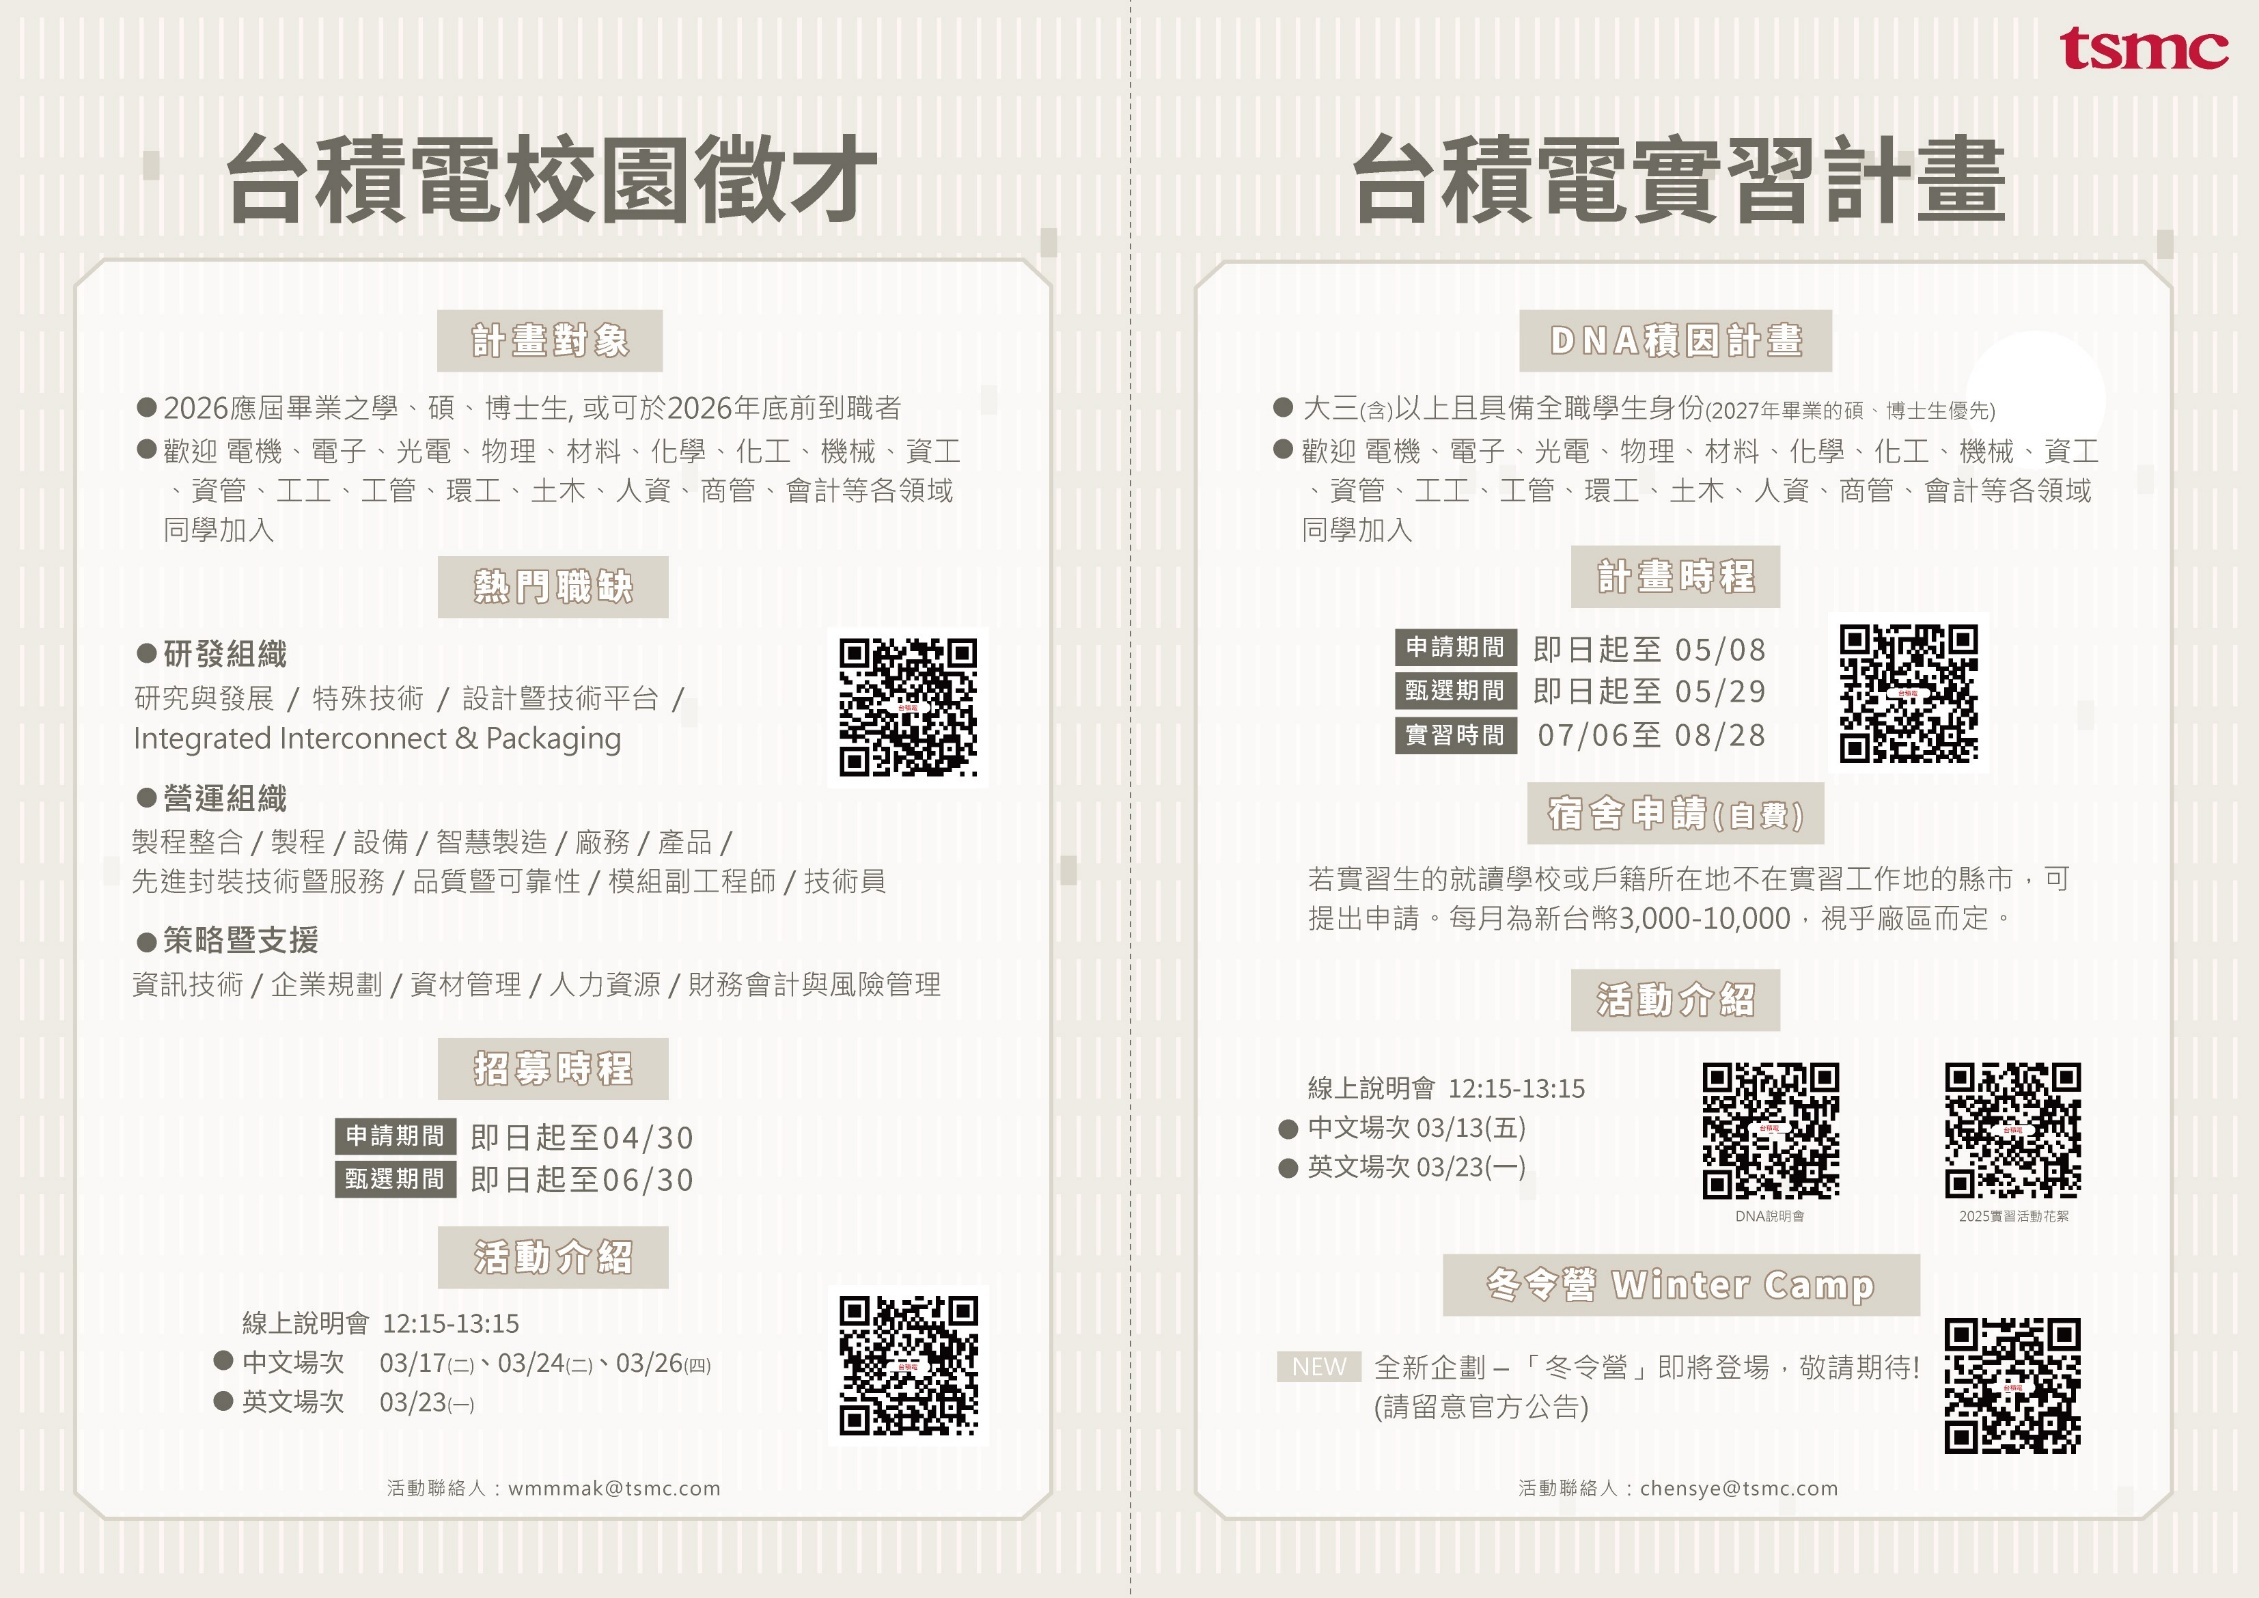 tsmc
台積電校園徵才
計畫對象
●2026應屆畢業之學、碩、博士生, 或可於2026年底前到職者
●歡迎 電機、電子、光電、物理、材料、化學、化工、機械、資工
、資管、工工、工管、環工、土木、人資、商管、會計等各領域
同學加入
熱門職缺
●研發組織
研究與發展 / 特殊技術 / 設計暨技術平台 /
Integrated Interconnect & Packaging
台積電
●營運組織
製程整合 / 製程 / 設備 / 智慧製造 / 廠務 / 產品 /
先進封裝技術暨服務 / 品質暨可靠性 / 模組副工程師 / 技術員
●策略暨支援
資訊技術 / 企業規劃 / 資材管理 / 人力資源 / 財務會計與風險管理
招募時程
申請期間 即日起至04/30
甄選期間 即日起至06/30
活動介紹
線上說明會 12:15-13:15
● 中文場次 03/17(二)、03/24(二)、03/26(四)
● 英文場次 03/23(一)
台積電
活動聯絡人：wmmmak@tsmc.com
台積電實習計畫
DNA積因計畫
● 大三(含)以上且具備全職學生身份(2027年畢業的碩、博士生優先)
● 歡迎 電機、電子、光電、物理、材料、化學、化工、機械、資工
、資管、工工、工管、環工、土木、人資、商管、會計等各領域
同學加入
計畫時程
申請期間 即日起至 05/08
甄選期間 即日起至 05/29
實習時間 07/06至 08/28
台積電
宿舍申請(自費)
若實習生的就讀學校或戶籍所在地不在實習工作地的縣市，可
提出申請。每月為新台幣3,000-10,000，視乎廠區而定。
活動介紹
線上說明會 12:15-13:15
● 中文場次 03/13(五)
● 英文場次 03/23(一)
台積電
DNA說明會
台積電
2025實習活動花絮
冬令營 Winter Camp
NEW 全新企劃 –「冬令營」即將登場，敬請期待!
(請留意官方公告)
台積電
活動聯絡人：chensye@tsmc.com